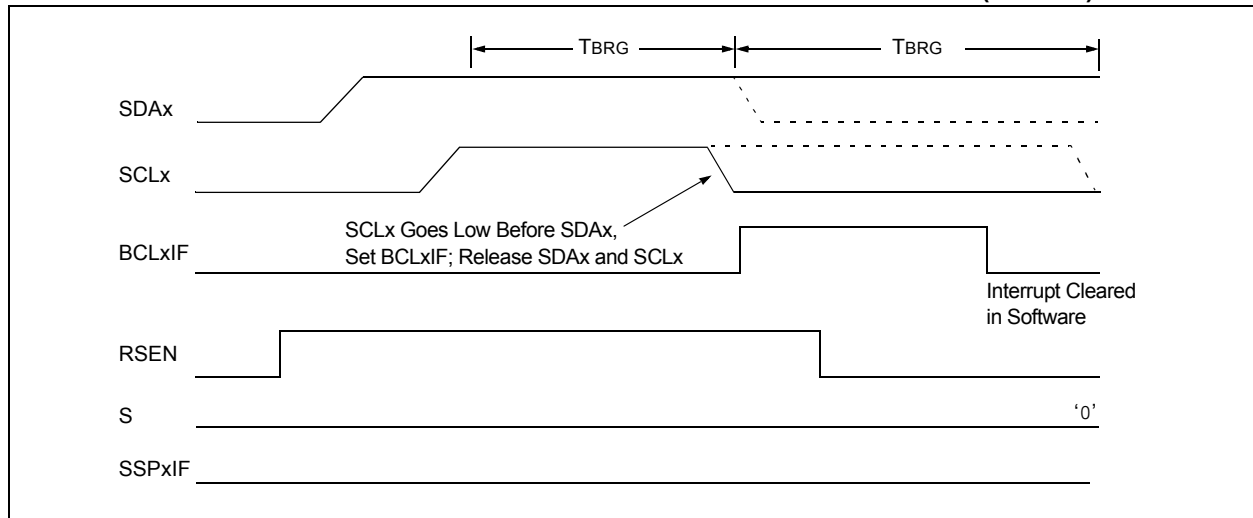 TBRG TBRG
SDAx
SCLx
SCLx Goes Low Before SDAx,
Set BCLxIF; Release SDAx and SCLx
BCLxIF
Interrupt Cleared
in Software
RSEN
S '0'
SSPxIF